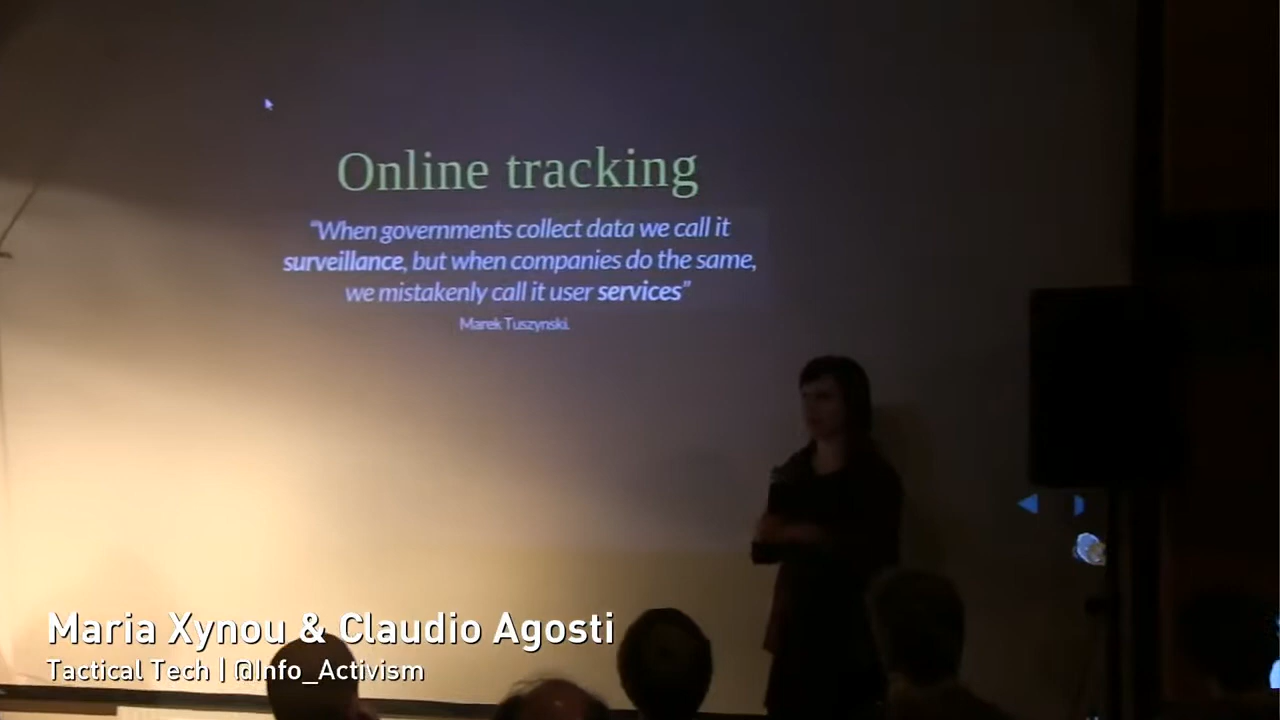 Online tracking
"When governments collect data we call it
surveillance, but when companies do the same,
we mistakenly call it user services"
Marek Tuszynski.
Maria Xynou & Claudio Agosti
Tactical Tech | @Info_Activism